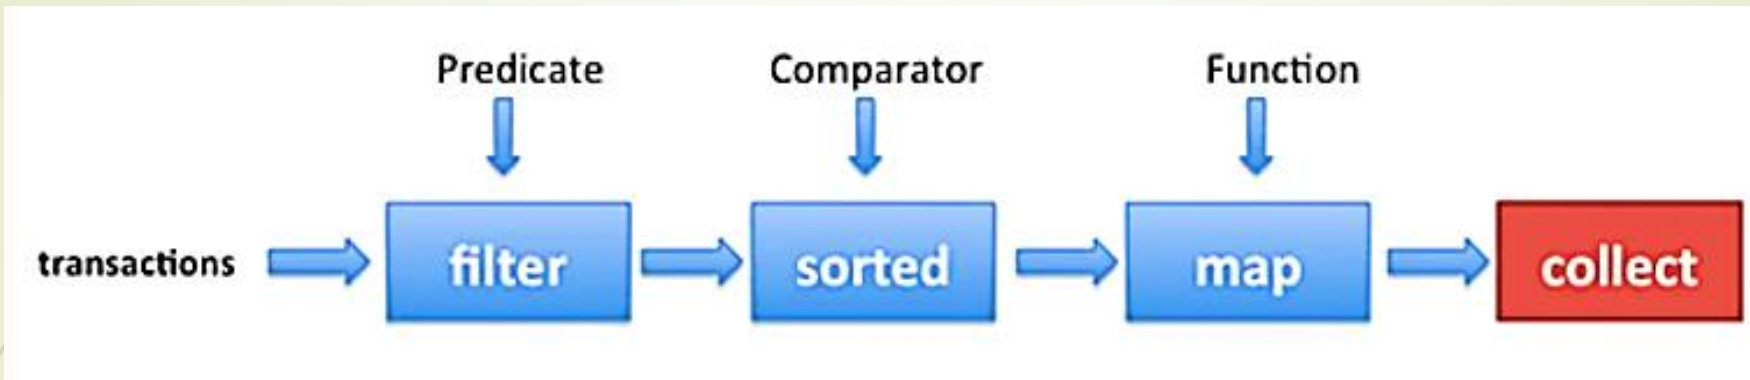 Predicate Comparator Function
transactions filter sorted map collect